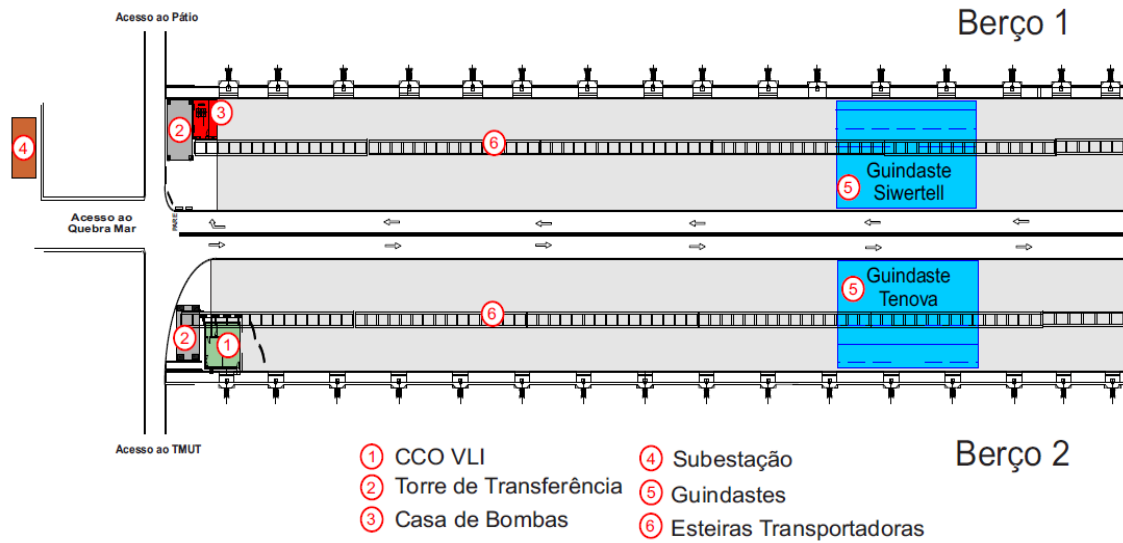 Acesso ao Pátio
Berço 1
3
2
4
6
5
Guindaste
Siwertell
Acesso ao
Quebra Mar
PARE
Guindaste
5
Tenova
6
2
1
Acesso ao TMUT
Berço 2
1 CCO VLI
2 Torre de Transferência
3 Casa de Bombas
4 Subestação
5 Guindastes
6 Esteiras Transportadoras